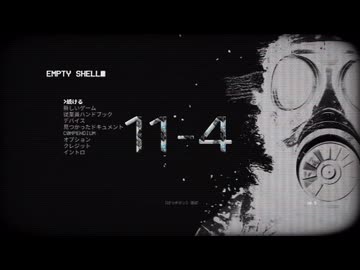 EMPTY SHELL
>続ける
新しいゲーム
従業員ハンドブック
デバイス
見つかったドキュメント
COMPENDIUM
オプション
クレジット
イントロ
11-4